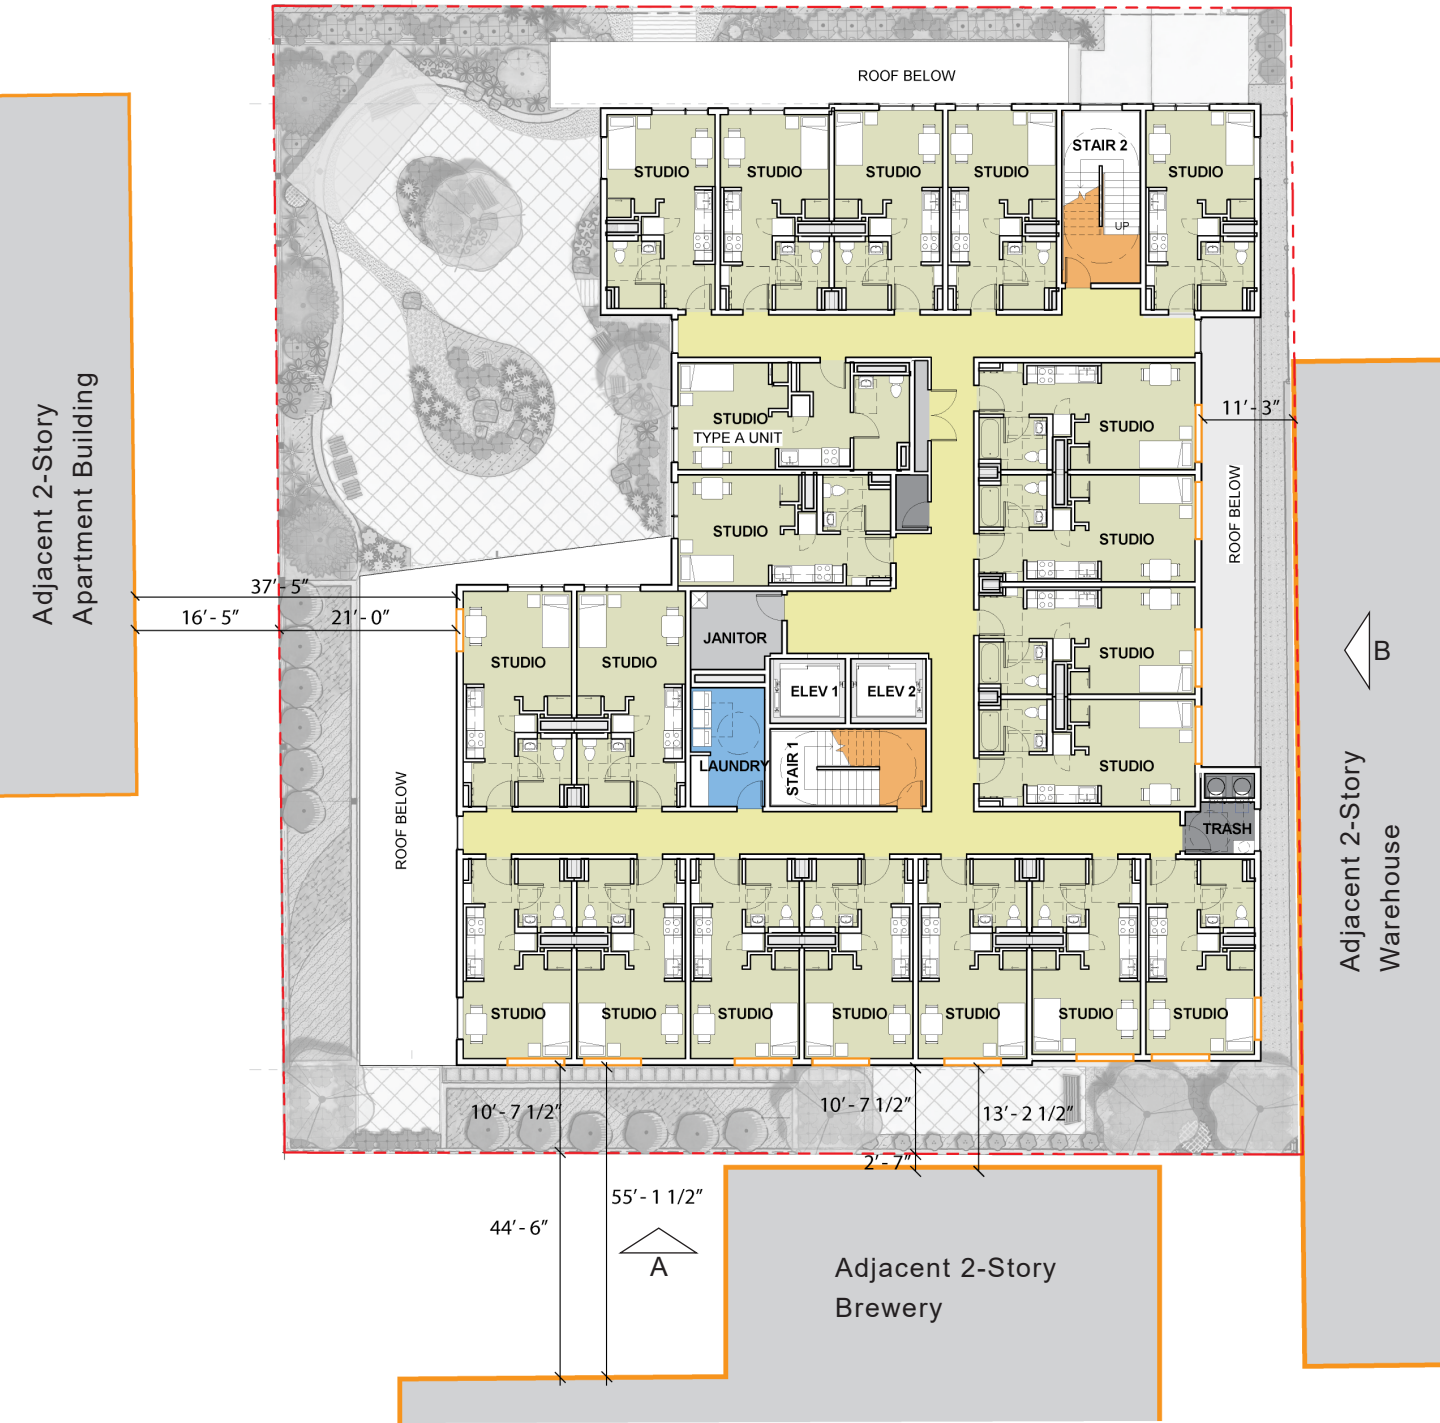 ROOF BELOW
STAIR 2
STUDIO
STUDIO
STUDIO
STUDIO
STUDIO
UP
Adjacent 2-Story
Apartment Building
STUDIO
TYPE A UNIT
STUDIO
11'- 3"
STUDIO
STUDIO
ROOF BELOW
37'- 5"
16'- 5"
21'- 0"
JANITOR
STUDIO
STUDIO
STUDIO
B
ELEV 1
ELEV 2
LAUNDRY
STAIR 1
STUDIO
ROOF BELOW
TRASH
Adjacent 2-Story
Warehouse
STUDIO
STUDIO
STUDIO
STUDIO
STUDIO
STUDIO
STUDIO
10'- 7 1/2"
10'- 7 1/2"
13'- 2 1/2"
2'- 7"
55'- 1 1/2"
44'- 6"
A
Adjacent 2-Story
Brewery